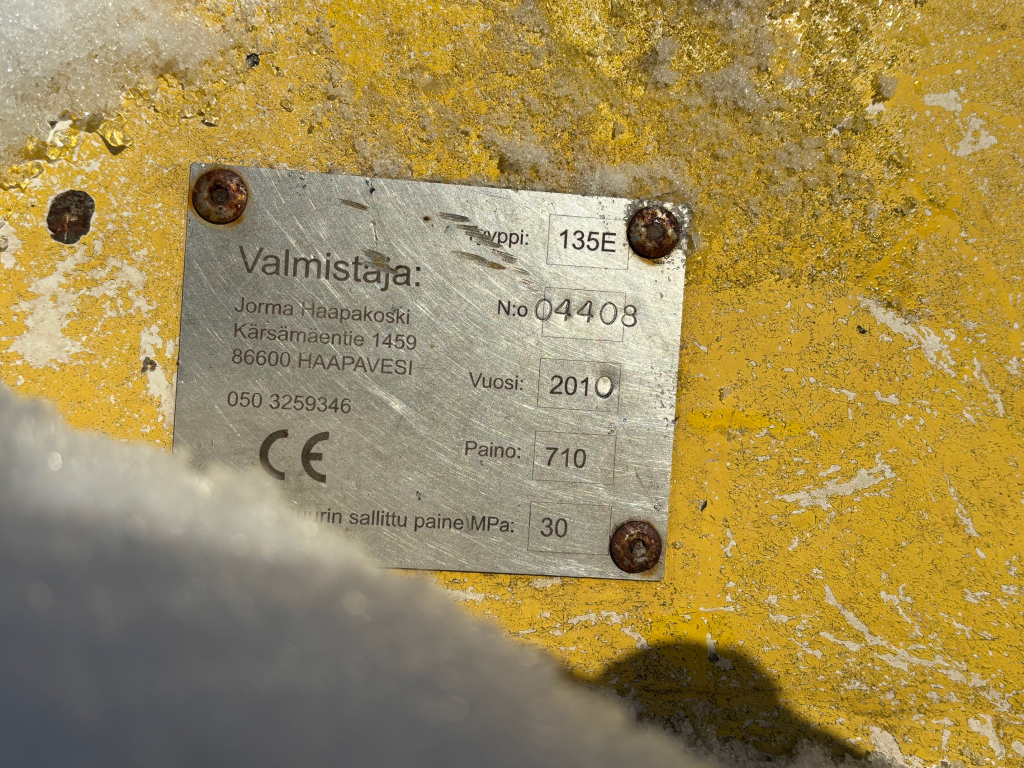 Valmistaja:
Jorma Haapakoski
Kärsämäentie 1459
86600 HAAPAVESI
050 3259346
CE
135E
N:o 04408
Vuosi: 2010
Paino: 710
sallittu paine MPa: 30